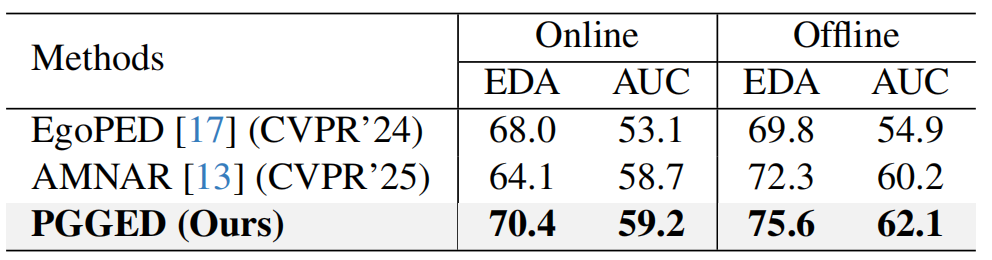 Methods Online Offline
EDA AUC EDA AUC
EgoPED [17] (CVPR’24) 68.0 53.1 69.8 54.9
AMNAR [13] (CVPR’25) 64.1 58.7 72.3 60.2
PGGED (Ours) 70.4 59.2 75.6 62.1